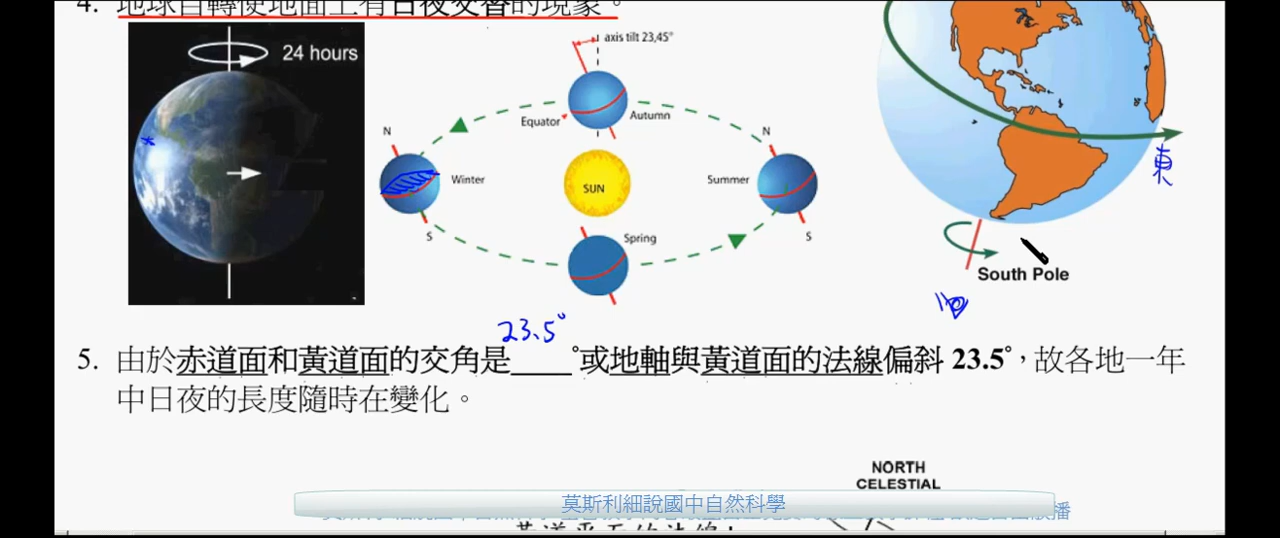 4. 地球自轉使地面上有日夜交替的現象。
24 hours
axis tilt 23,45°
Equator
Autumn
N
Winter
S
SUN
N
Summer
S
Spring
東
South Pole
23.5°
5. 由於赤道面和黃道面的交角是____°或地軸與黃道面的法線偏斜 23.5°，故各地一年
中日夜的長度隨時在變化。
NORTH
CELESTIAL
莫斯利細說國中自然科學